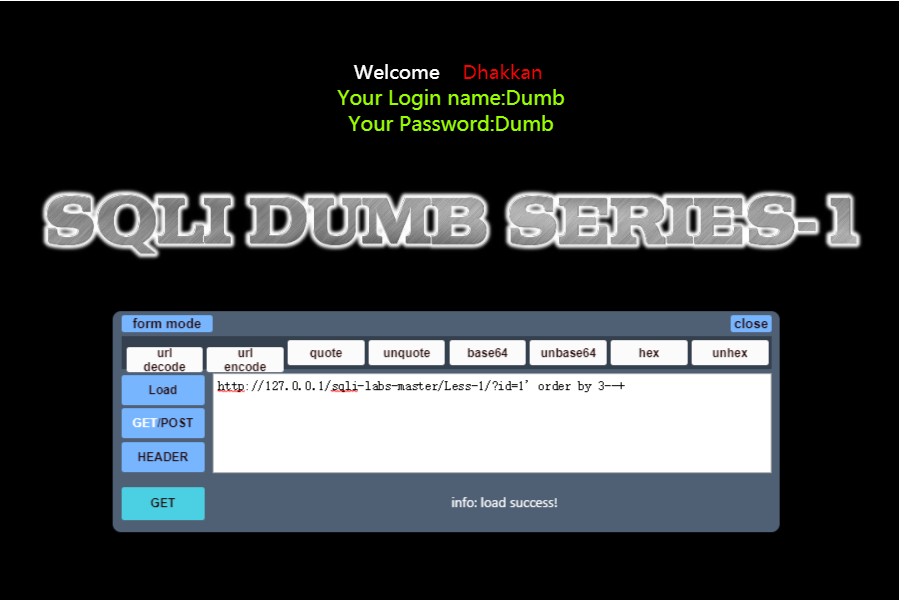 Welcome Dhakkan
Your Login name:Dumb
Your Password:Dumb
SQLI DUMB SERIES-1
form mode close
url decode url encode quote unquote base64 unbase64 hex unhex
Load
http://127.0.0.1/sqli-labs-master/Less-1/?id=1' order by 3--+
GET/POST
HEADER
GET
info: load success!